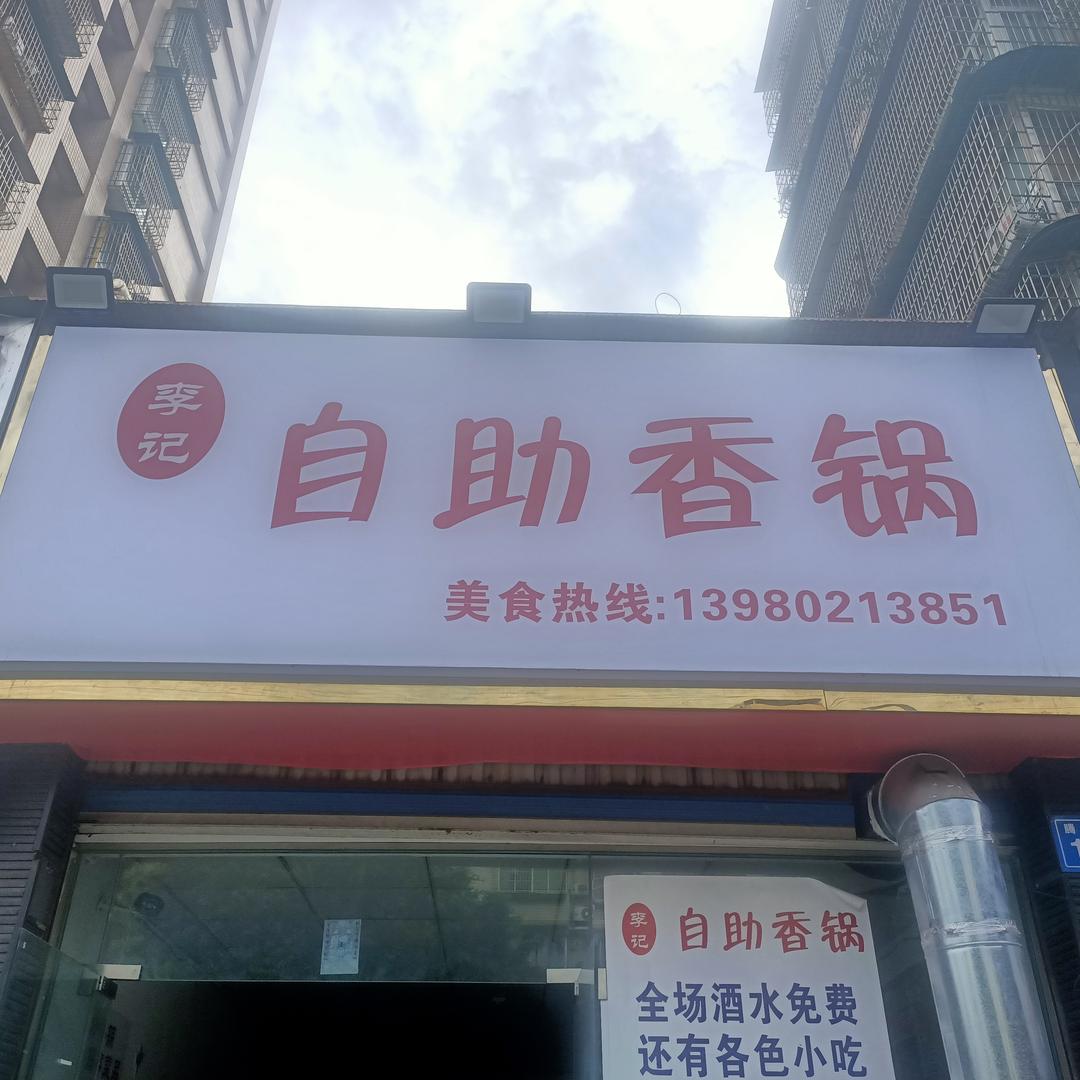 李记
自助香锅
美食热线:13980213851
李记
自助香锅
全场酒水免费
还有各色小吃